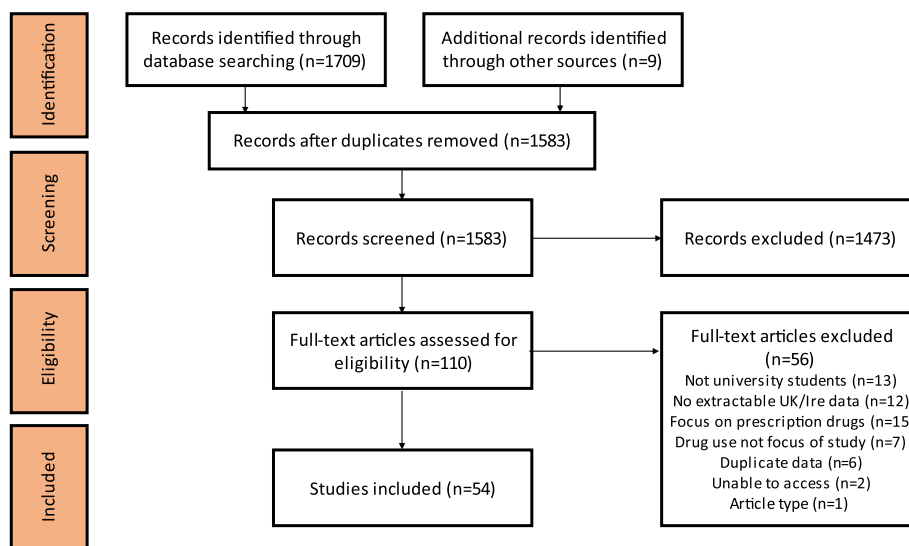 Identification
Records identified through
database searching (n=1709)
Additional records identified
through other sources (n=9)
Records after duplicates removed (n=1583)
Screening
Records screened (n=1583)
Records excluded (n=1473)
Eligibility
Full-text articles assessed for
eligibility (n=110)
Full-text articles excluded
(n=56)
Not university students (n=13)
No extractable UK/Ire data (n=12)
Focus on prescription drugs (n=15
Drug use not focus of study (n=7)
Duplicate data (n=6)
Unable to access (n=2)
Article type (n=1)
Included
Studies included (n=54)